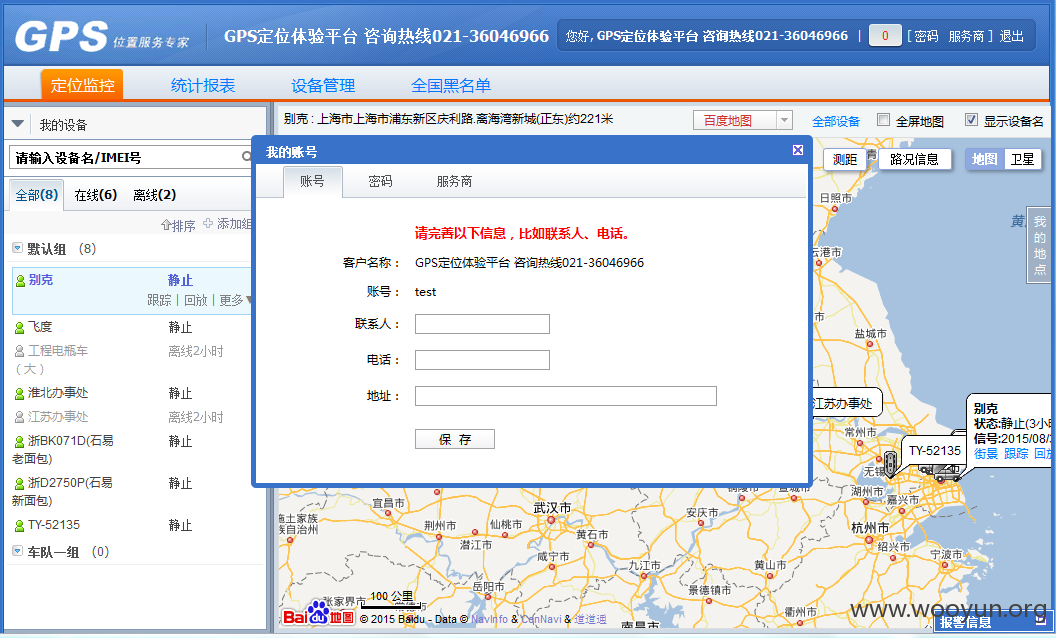 GPS 位置服务专家
GPS定位体验平台 咨询热线021-36046966
您好, GPS定位体验平台 咨询热线021-36046966 | 0 [ 密码 服务商 ] 退出
定位监控 统计报表 设备管理 全国黑名单
我的设备
别克 : 上海市上海市浦东新区庆利路.离海湾新城(正东)约221米
百度地图 全部设备 全屏地图 显示设备名
请输入设备名/IMEI号
全部(8) 在线(6) 离线(2)
排序 添加组
默认组 (8)
别克 静止
跟踪 | 回放 | 更多
飞度 静止
工程电瓶车 离线2小时
(大)
淮北办事处 静止
江苏办事处 离线2小时
浙BK071D(石易 静止
老面包)
浙D2750P(石易 静止
新面包)
TY-52135 静止
车队一组 (0)
我的账号
账号 密码 服务商
请完善以下信息，比如联系人、电话。
客户名称： GPS定位体验平台 咨询热线021-36046966
账号： test
联系人：
电话：
地址：
保 存
测距 路况信息 地图 卫星
我的地点
黄
日照市
云港市
盐城市
江苏办事处
别克
状态:静止(3小时
信号:2015/08/3
街景 跟踪 回放
常州市
TY-52135
无锡
湖州市
嘉兴市
宣城市
铜陵市
杭州市
绍兴市
宁波市
宜昌市
武汉市
安庆市
施土家族
自治州
荆州市
仙桃市
黄石市
潜江市
咸宁市
九江市
黄山市
岳阳市
景德镇市
张家界市
常德市
衢州市
南昌市
100 公里
Bai du 地图
© 2015 Baidu - Data © NavInfo & CenNavi & 道道通
www.wooyun.org
报警信息